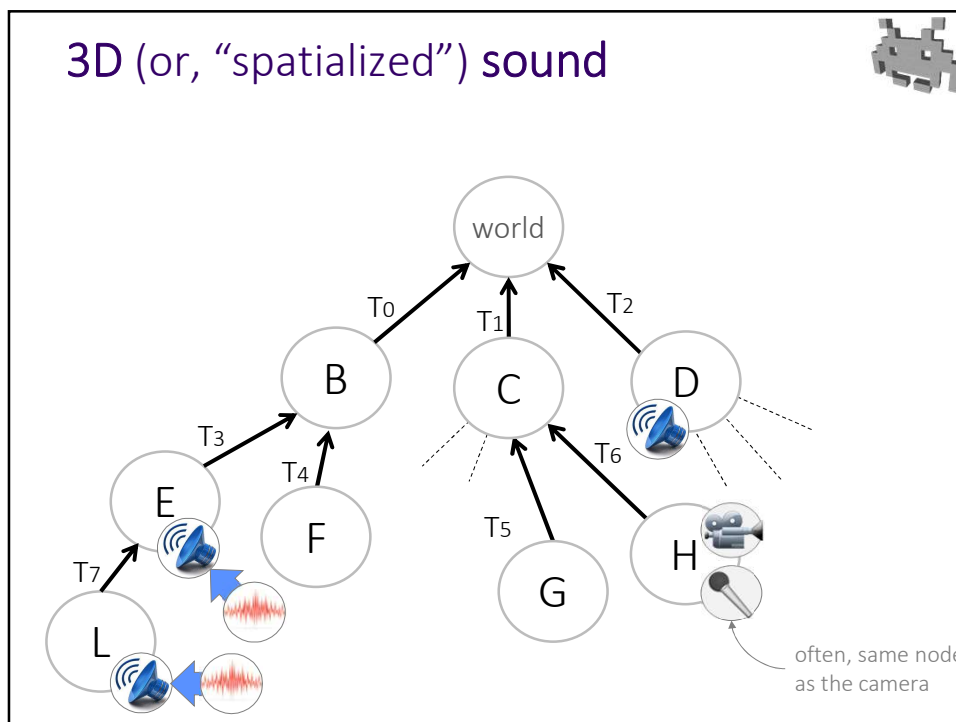 3D (or, “spatialized”) sound
world
T0
T1
T2
B
C
D
T3
T4
T6
E
F
T5
H
G
T7
L
often, same node
as the camera